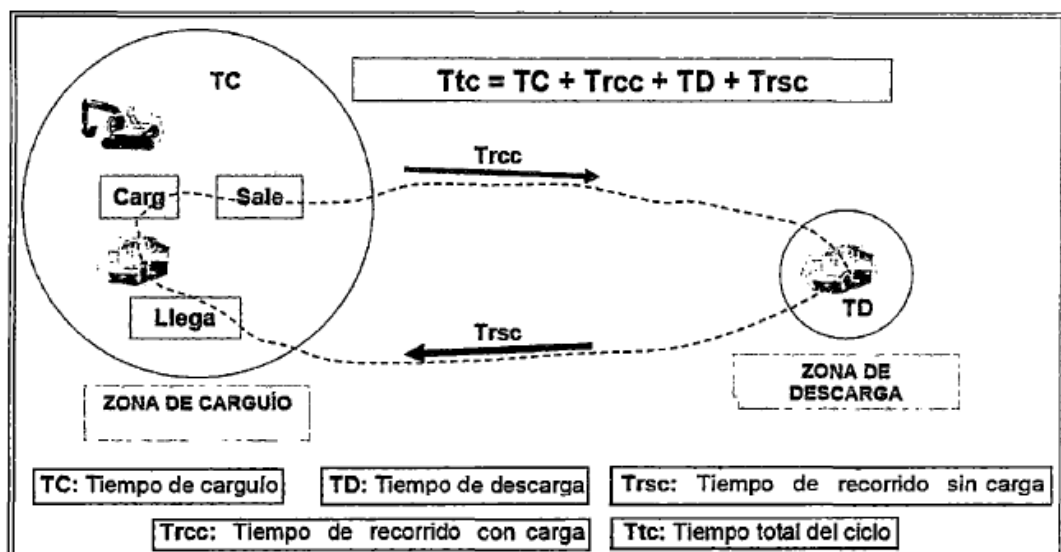 TC
Ttc = TC + Trcc + TD + Trsc
Trcc
Carg
Sale
Llega
Trsc
TD
ZONA DE CARGUÍO
ZONA DE
DESCARGA
TC: Tiempo de carguío
TD: Tiempo de descarga
Trsc: Tiempo de recorrido sin carga
Trcc: Tiempo de recorrido con carga
Ttc: Tiempo total del ciclo